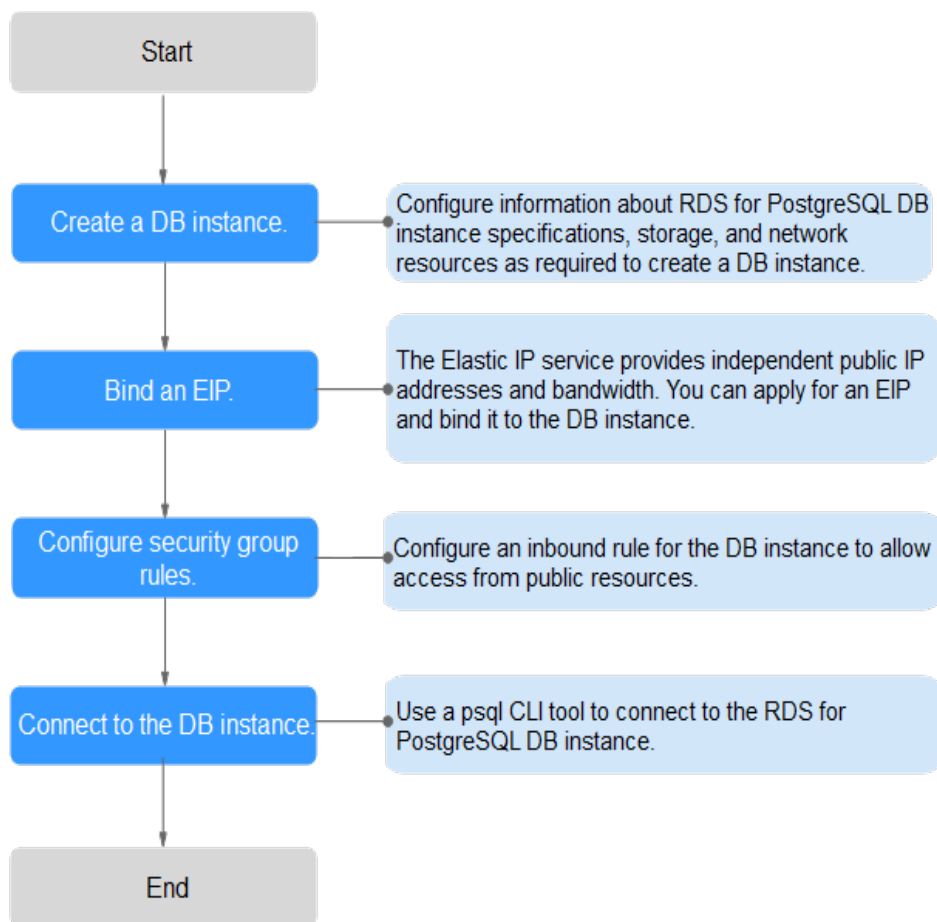 Start
Create a DB instance.
Configure information about RDS for PostgreSQL DB
instance specifications, storage, and network
resources as required to create a DB instance.
Bind an EIP.
The Elastic IP service provides independent public IP
addresses and bandwidth. You can apply for an EIP
and bind it to the DB instance.
Configure security group
rules.
Configure an inbound rule for the DB instance to allow
access from public resources.
Connect to the DB instance.
Use a psql CLI tool to connect to the RDS for
PostgreSQL DB instance.
End